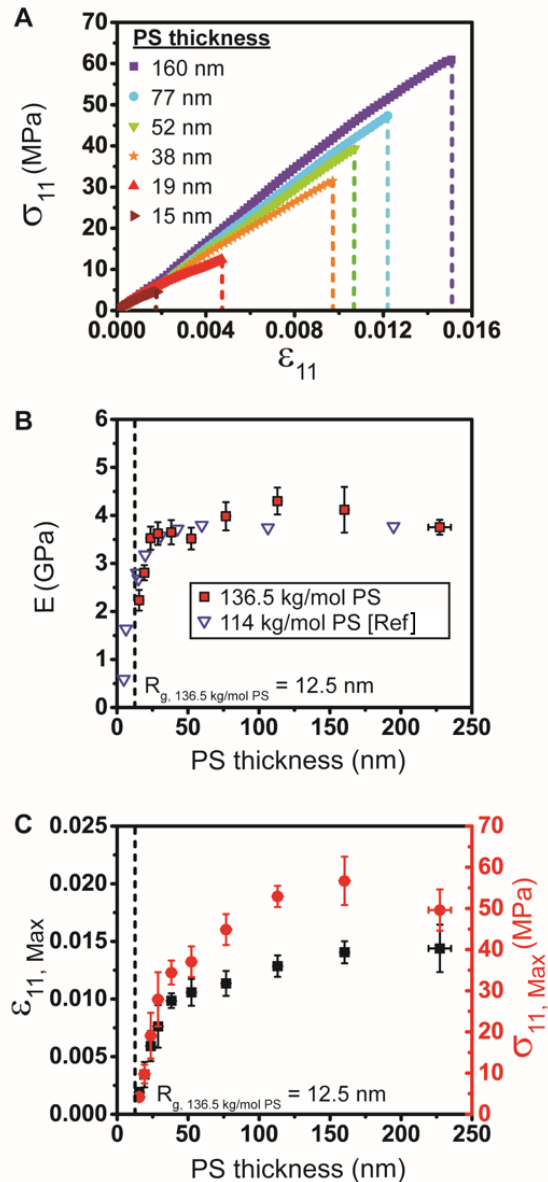 A
PS thickness
160 nm
77 nm
52 nm
38 nm
19 nm
15 nm
σ11 (MPa)
70
60
50
40
30
20
10
0
0.000 0.004 0.008 0.012 0.016
ε11
B
E (GPa)
6
5
4
3
2
1
0
136.5 kg/mol PS
114 kg/mol PS [Ref]
Rg, 136.5 kg/mol PS = 12.5 nm
0 50 100 150 200 250
PS thickness (nm)
C
ε11, Max
0.025
0.020
0.015
0.010
0.005
0.000
σ11, Max (MPa)
70
60
50
40
30
20
10
0
Rg, 136.5 kg/mol PS = 12.5 nm
0 50 100 150 200 250
PS thickness (nm)